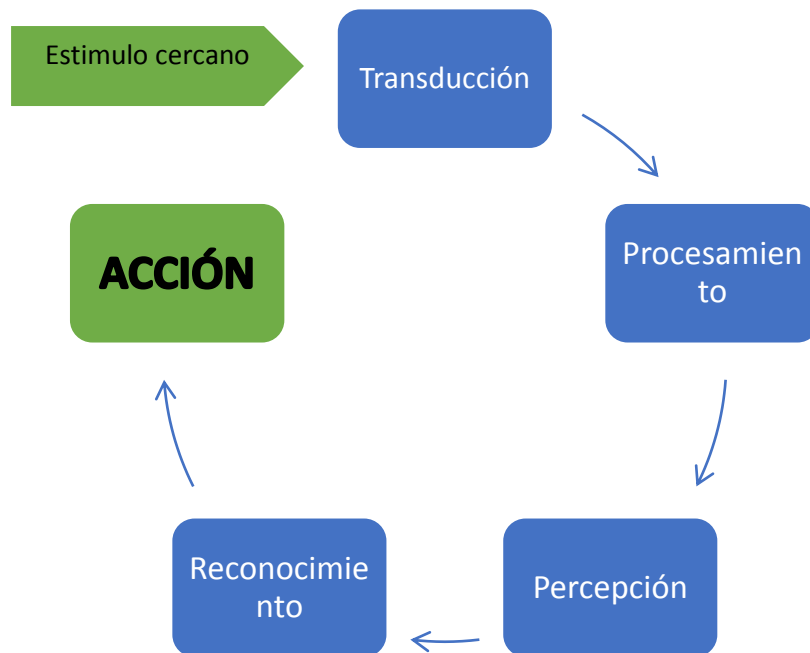 Estimulo cercano
Transducción
ACCIÓN
Procesamien
to
Reconocimie
nto
Percepción